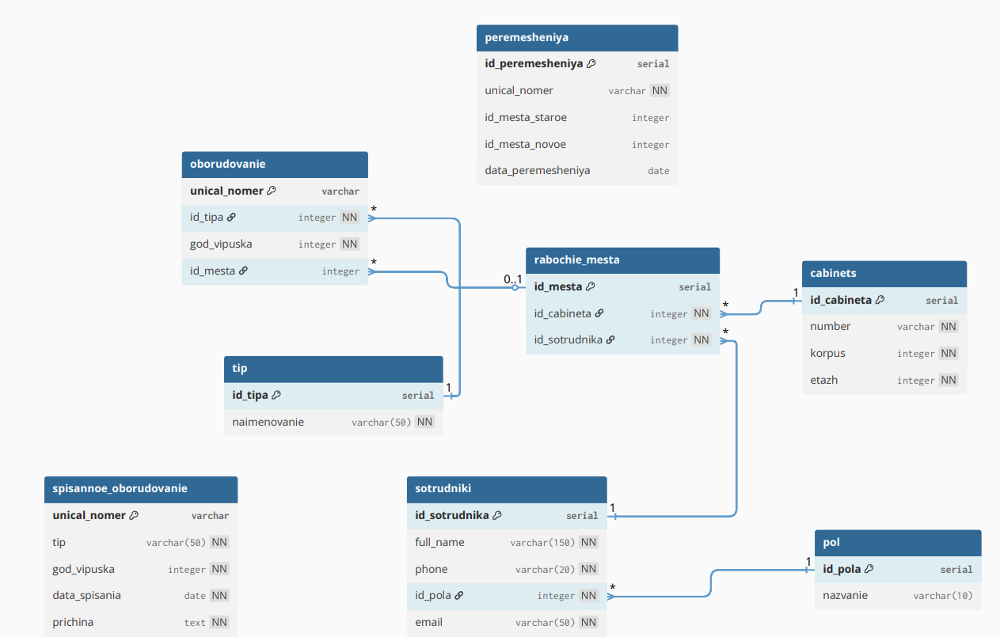 peremesheniya
id_peremesheniya serial
unical_nomer varchar NN
id_mesta_staroe integer
id_mesta_novoe integer
data_peremesheniya date
oborudovanie
unical_nomer varchar
id_tipa integer NN *
god_vipuska integer NN
id_mesta integer *
rabochie_mesta
0..1 id_mesta serial
id_cabineta integer NN *
id_sotrudnika integer NN *
cabinets
1 id_cabineta serial
number varchar NN
korpus integer NN
etazh integer NN
tip
id_tipa serial 1
naimenovanie varchar(50) NN
spisannoe_oborudovanie
unical_nomer varchar
tip varchar(50) NN
god_vipuska integer NN
data_spisania date NN
prichina text NN
sotrudniki
id_sotrudnika serial 1
full_name varchar(150) NN
phone varchar(20) NN
id_pola integer NN *
email varchar(50) NN
pol
1 id_pola serial
nazvanie varchar(10)